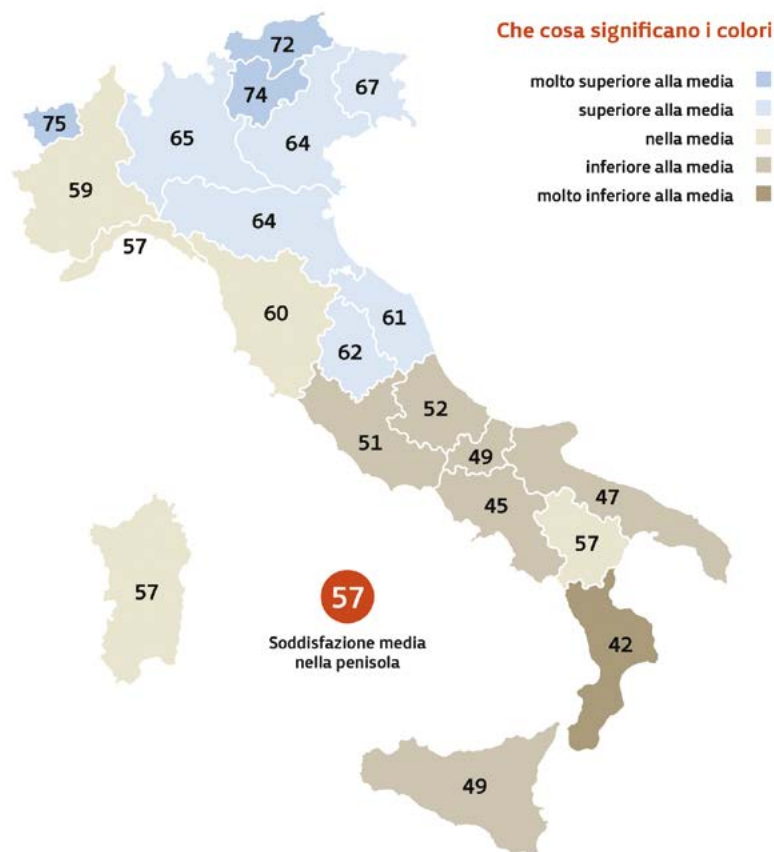 Che cosa significano i colori
molto superiore alla media
superiore alla media
nella media
inferiore alla media
molto inferiore alla media
72
74
67
75
65
64
59
64
57
60
61
62
52
51
49
47
45
57
57
57
Soddisfazione media
nella penisola
42
49